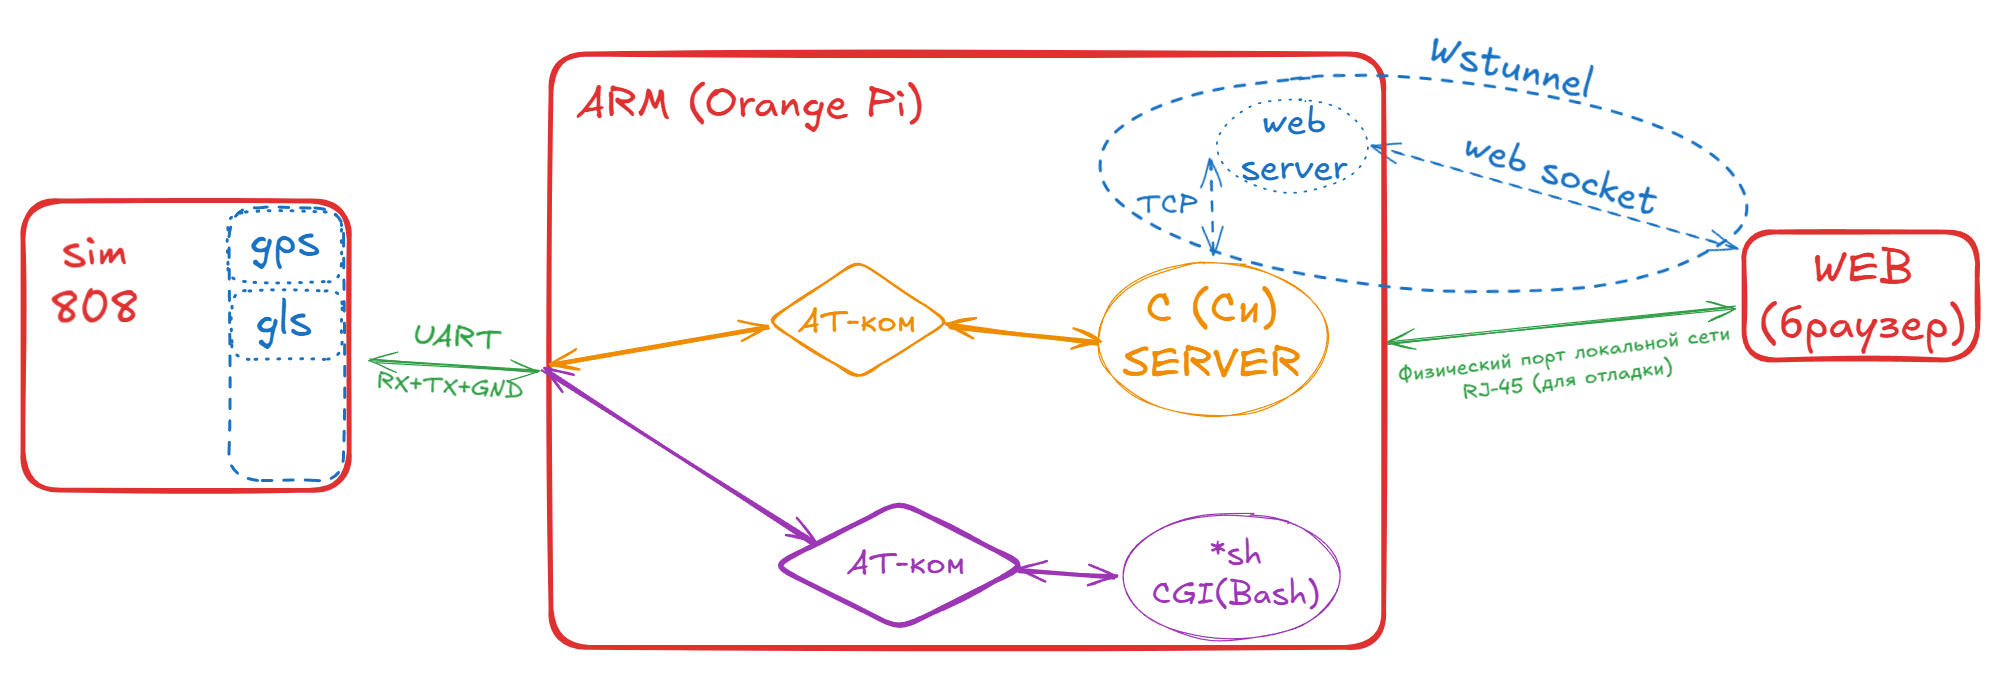 Wstunnel
ARM (Orange Pi)
web
server
web socket
TCP
sim
808
gps
gls
UART
RX+TX+GND
AT-ком
C (Си)
SERVER
WEB
(браузер)
Физический порт локальной сети
RJ-45 (для отладки)
AT-ком
*sh
CGI(Bash)